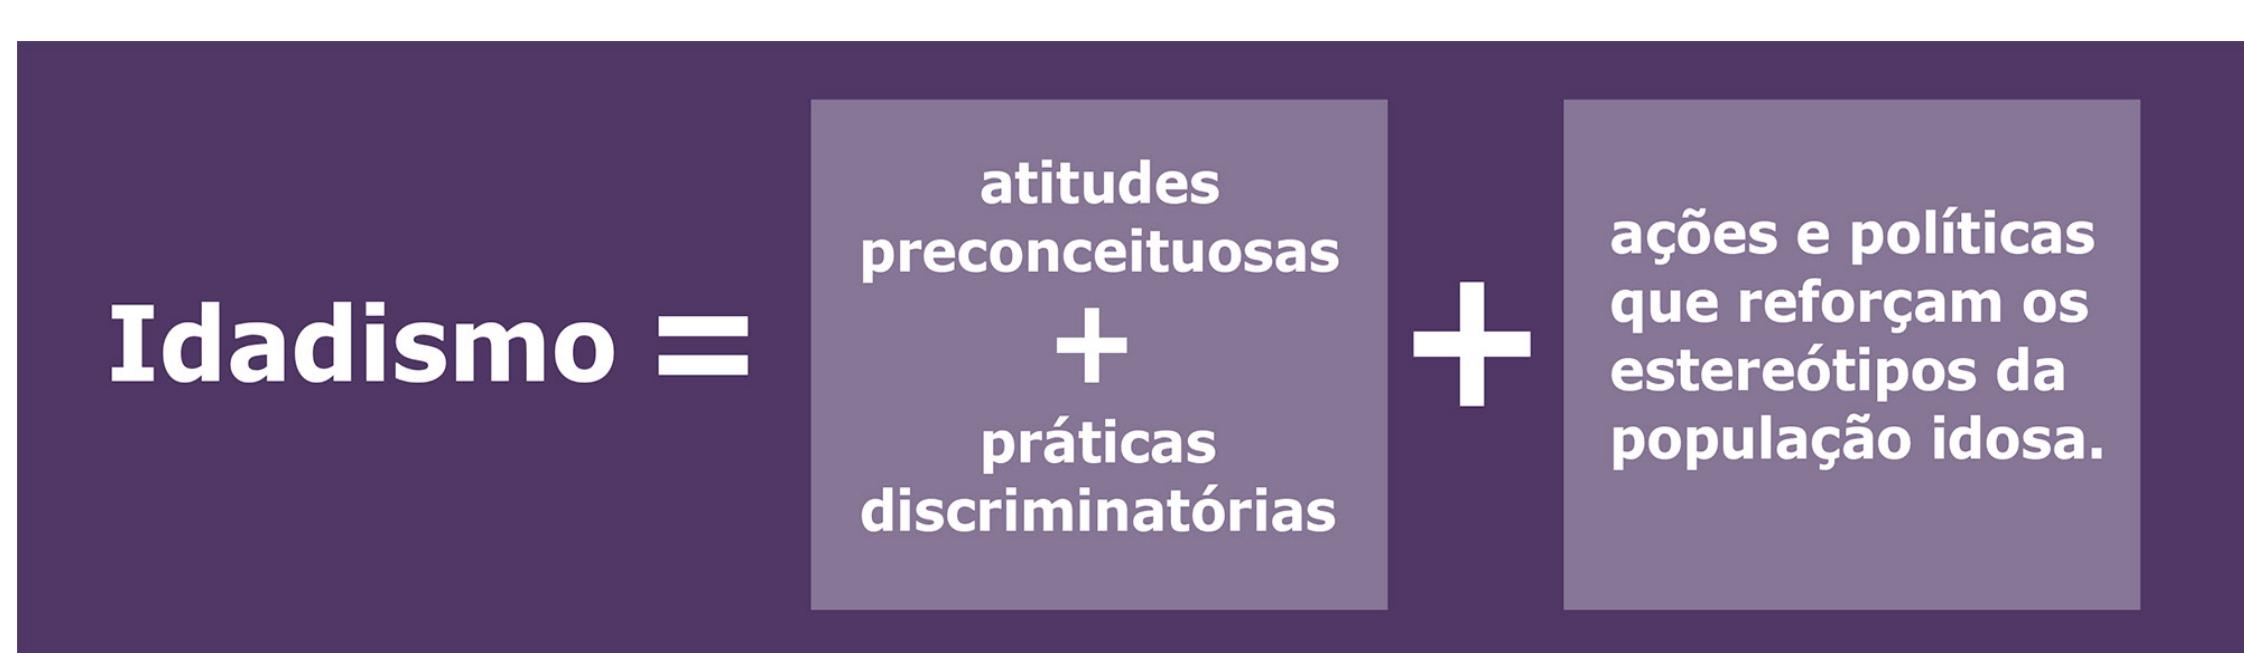 Idadismo =
atitudes
preconceituosas
+
práticas
discriminatórias
+
ações e políticas
que reforçam os
estereótipos da
população idosa.